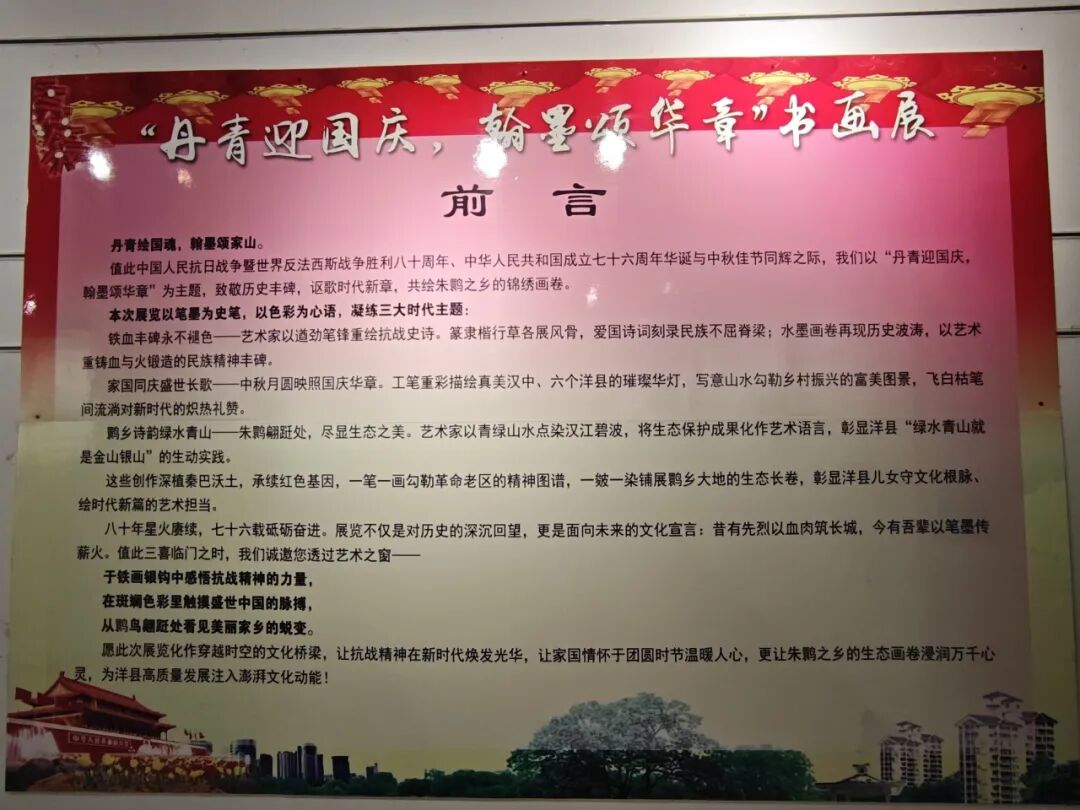 “丹青迎国庆，翰墨颂华章”书画展
前 言
丹青绘国魂，翰墨颂家山。
值此中国人民抗日战争暨世界反法西斯战争胜利八十周年、中华人民共和国成立七十六周年华诞与中秋佳节同辉之际，我们以“丹青迎国庆，
翰墨颂华章”为主题，致敬历史丰碑，讴歌时代新章，共绘朱鹮之乡的锦绣画卷。
本次展览以笔墨为史笔，以色彩为心语，凝练三大时代主题：
铁血丰碑永不褪色——艺术家以遒劲笔锋重绘抗战史诗。篆隶楷行草各展风骨，爱国诗词刻录民族不屈脊梁；水墨画卷再现历史波涛，以艺术
重铸血与火锻造的民族精神丰碑。
家国同庆盛世长歌——中秋月圆映照国庆华章。工笔重彩描绘真美汉中、六个洋县的璀璨华灯，写意山水勾勒乡村振兴的富美图景，飞白枯笔
间流淌对新时代的炽热礼赞。
鹮乡诗韵绿水青山——朱鹮翩跹处，尽显生态之美。艺术家以青绿山水点染汉江碧波，将生态保护成果化作艺术语言，彰显洋县“绿水青山就
是金山银山”的生动实践。
这些创作深植秦巴沃土，承续红色基因，一笔一画勾勒革命老区的精神图谱，一皴一染铺展鹮乡大地的生态长卷，彰显洋县儿女守文化根脉、
绘时代新篇的艺术担当。
八十年星火赓续，七十六载砥砺奋进。展览不仅是对历史的深沉回望，更是面向未来的文化宣言：昔有先烈以血肉筑长城，今有吾辈以笔墨传
薪火。值此三喜临门之时，我们诚邀您透过艺术之窗——
于铁画银钩中感悟抗战精神的力量，
在斑斓色彩里触摸盛世中国的脉搏，
从鹮鸟翩跹处看见美丽家乡的蜕变。
愿此次展览化作穿越时空的文化桥梁，让抗战精神在新时代焕发光华，让家国情怀于团圆时节温暖人心，更让朱鹮之乡的生态画卷浸润万千心
灵，为洋县高质量发展注入澎湃文化动能！